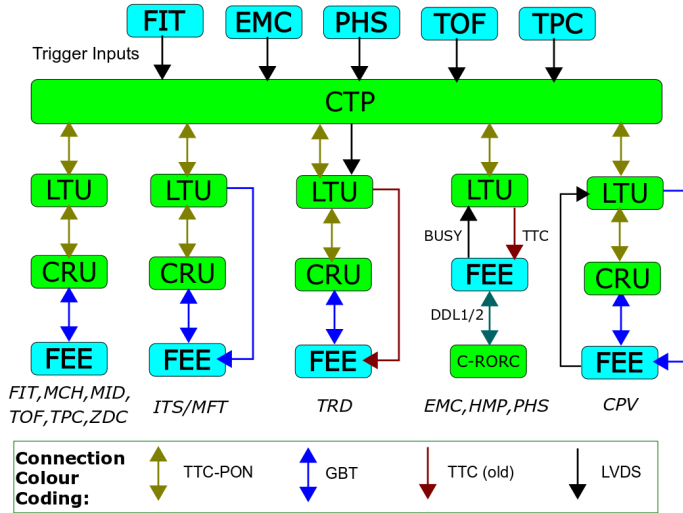 FIT EMC PHS TOF TPC
Trigger Inputs
CTP
LTU LTU LTU LTU LTU
BUSY TTC
CRU CRU CRU FEE CRU
DDL1/2
FEE FEE FEE C-RORC FEE
FIT,MCH,MID, ITS/MFT TRD EMC,HMP,PHS CPV
TOF,TPC,ZDC
Connection
Colour
Coding:
TTC-PON GBT TTC (old) LVDS